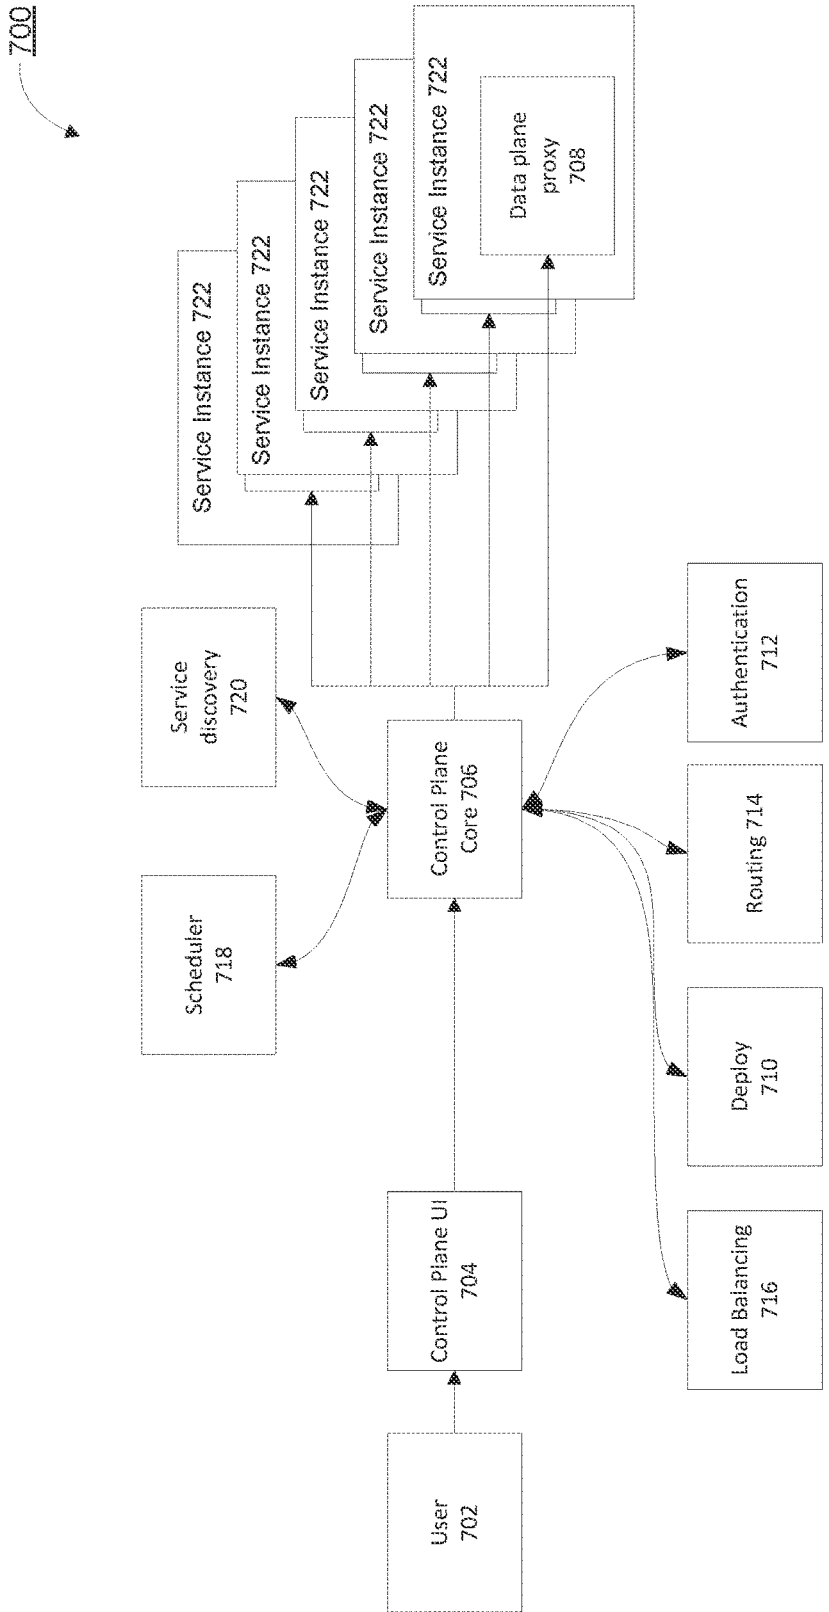 700
Service Instance 722
Service Instance 722
Service Instance 722
Service Instance 722
Service Instance 722
Data plane
proxy
708
Scheduler
718
Service
discovery
720
User
702
Control Plane UI
704
Control Plane
Core 706
Load Balancing
716
Deploy
710
Routing 714
Authentication
712